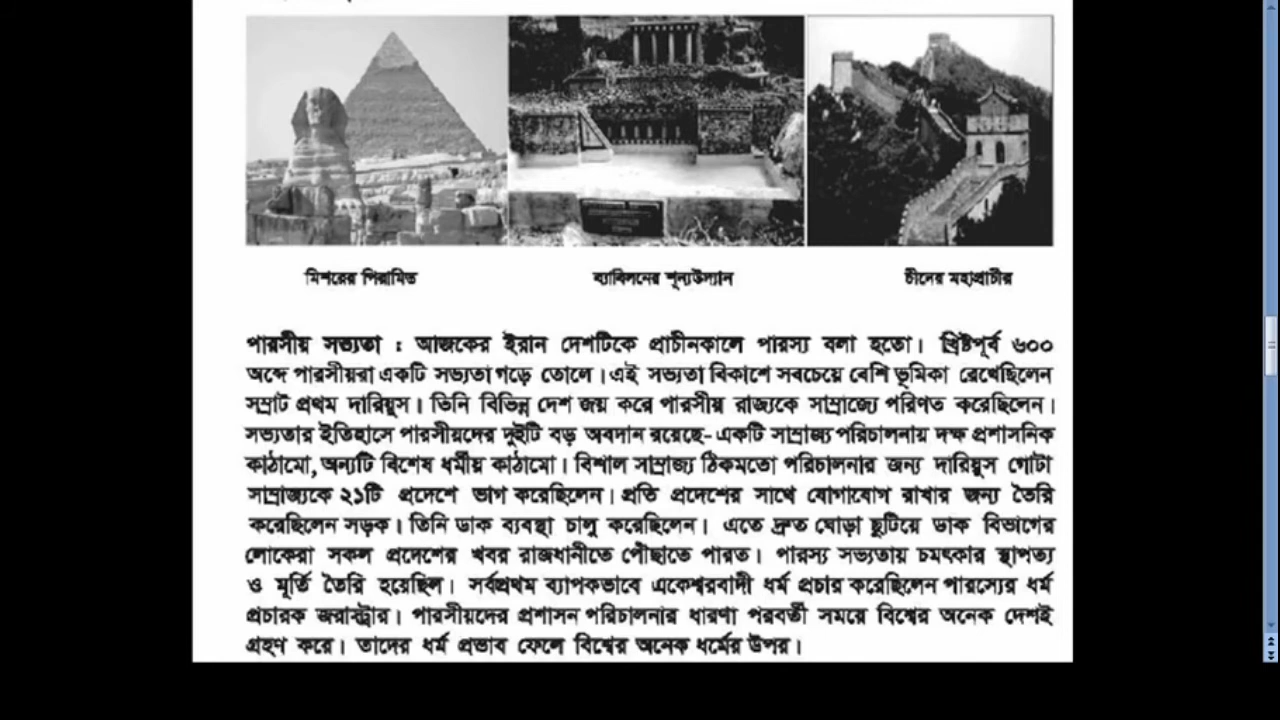 মিশরের পিরামিড
ব্যাবিলনের শূন্যউদ্যান
চীনের মহাপ্রাচীর
পারসীয় সভ্যতা : আজকের ইরান দেশটিকে প্রাচীনকালে পারস্য বলা হতো। খ্রিষ্টপূর্ব ৬০০
অব্দে পারসীয়রা একটি সভ্যতা গড়ে তোলে। এই সভ্যতা বিকাশে সবচেয়ে বেশি ভূমিকা রেখেছিলেন
সম্রাট প্রথম দারিয়ুস। তিনি বিভিন্ন দেশ জয় করে পারসীয় রাজ্যকে সাম্রাজ্যে পরিণত করেছিলেন।
সভ্যতার ইতিহাসে পারসীয়দের দুইটি বড় অবদান রয়েছে- একটি সাম্রাজ্য পরিচালনায় দক্ষ প্রশাসনিক
কাঠামো, অন্যটি বিশেষ ধর্মীয় কাঠামো। বিশাল সাম্রাজ্য ঠিকমতো পরিচালনার জন্য দারিয়ুস গোটা
সাম্রাজ্যকে ২১টি প্রদেশে ভাগ করেছিলেন। প্রতি প্রদেশের সাথে যোগাযোগ রাখার জন্য তৈরি
করেছিলেন সড়ক। তিনি ডাক ব্যবস্থা চালু করেছিলেন। এতে দ্রুত ঘোড়া ছুটিয়ে ডাক বিভাগের
লোকেরা সকল প্রদেশের খবর রাজধানীতে পৌঁছাতে পারত। পারস্য সভ্যতায় চমৎকার স্থাপত্য
ও মূর্তি তৈরি হয়েছিল। সর্বপ্রথম ব্যাপকভাবে একেশ্বরবাদী ধর্ম প্রচার করেছিলেন পারস্যের ধর্ম
প্রচারক জরাস্ট্রার। পারসীয়দের প্রশাসন পরিচালনার ধারণা পরবর্তী সময়ে বিশ্বের অনেক দেশই
গ্রহণ করে। তাদের ধর্ম প্রভাব ফেলে বিশ্বের অনেক ধর্মের উপর।